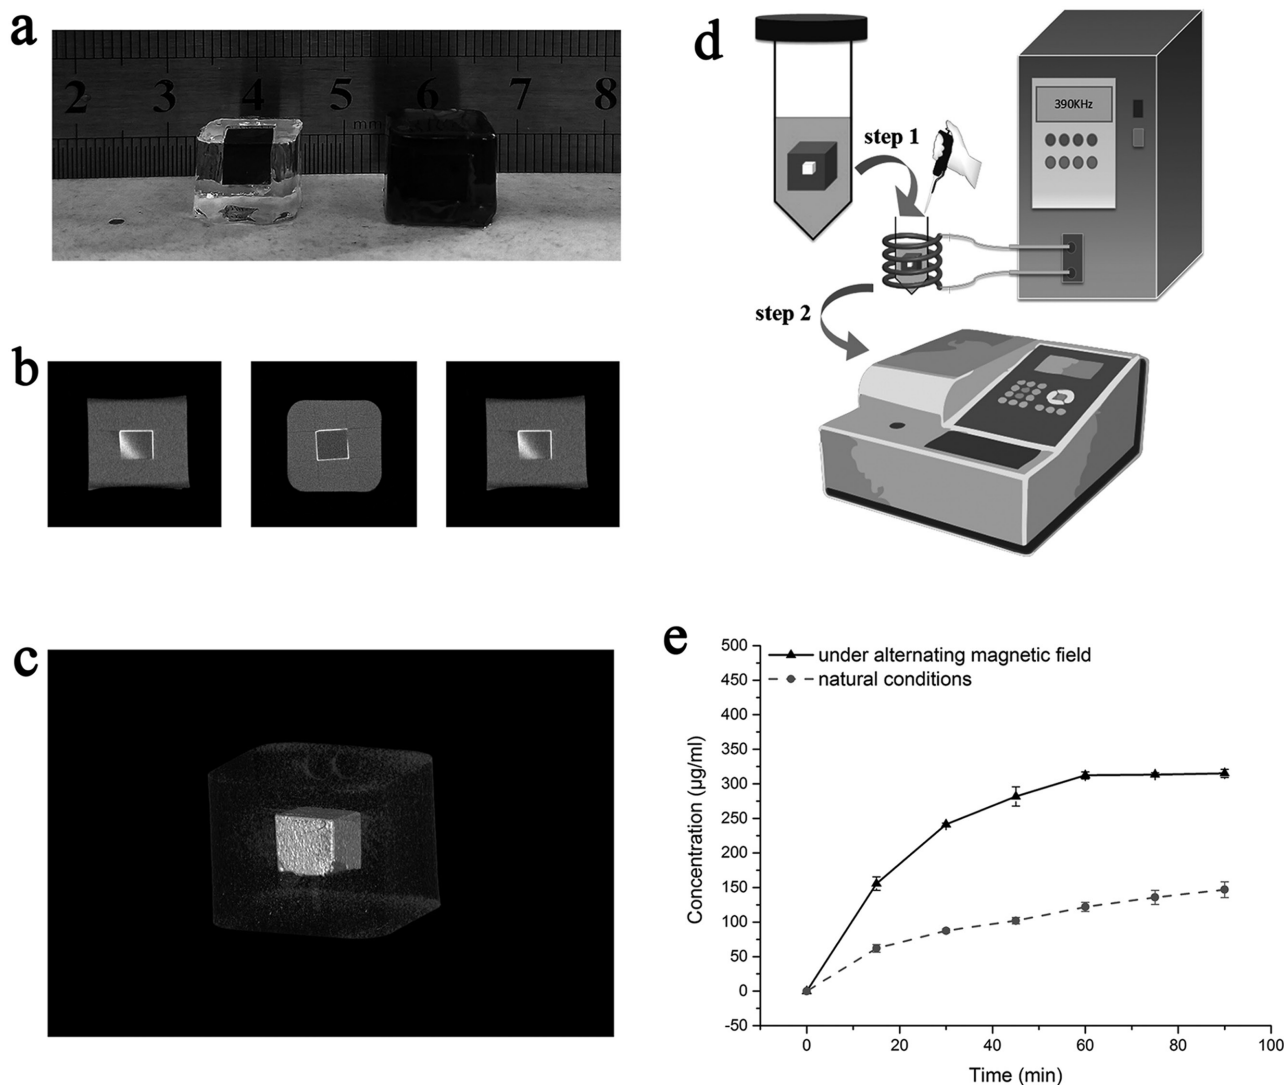 a
2 3 4 5 6 7 8
b
c
d
step 1
390KHz
step 2
e
under alternating magnetic field
natural conditions
Concentration (μg/ml)
500
450
400
350
300
250
200
150
100
50
0
-50
0 20 40 60 80 100
Time (min)